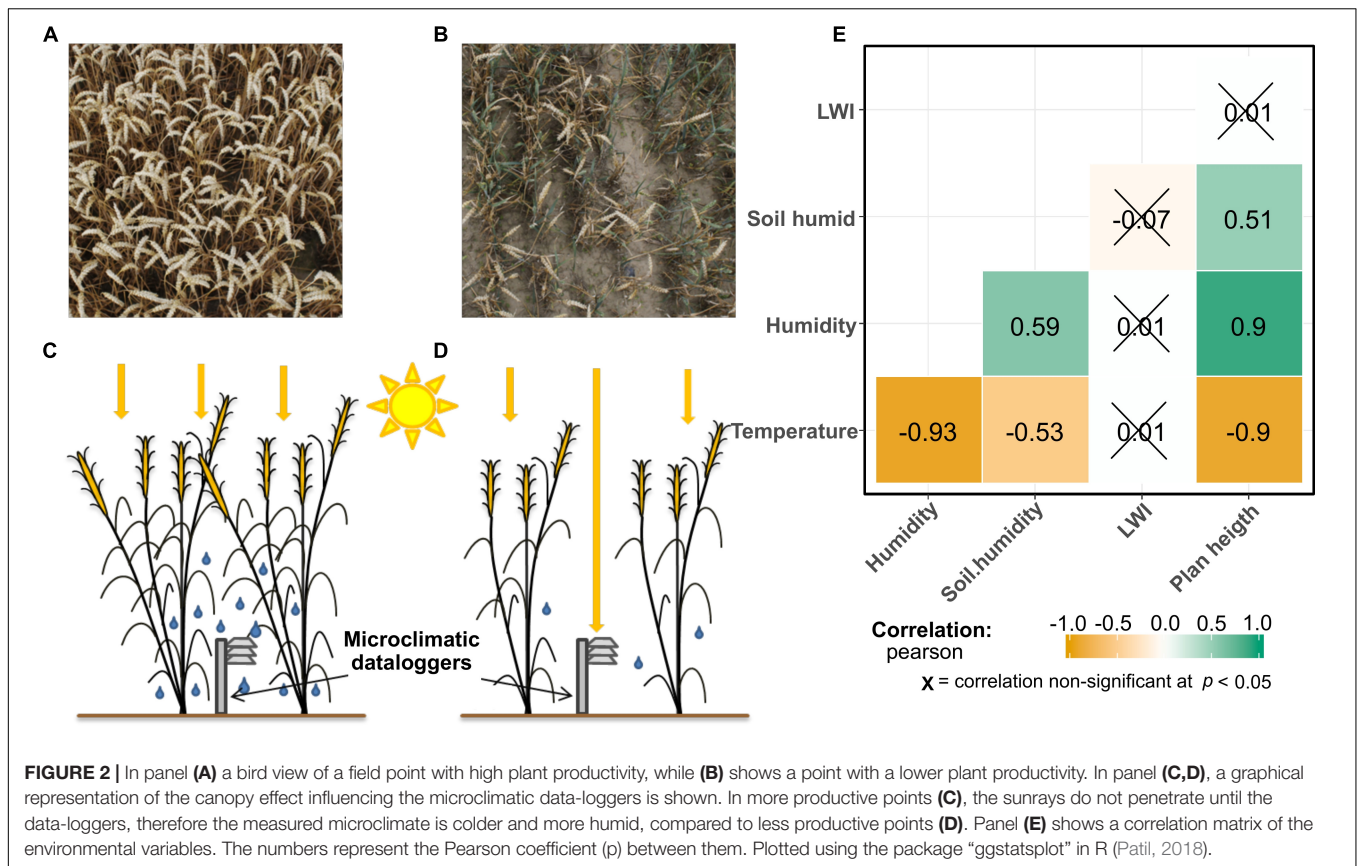 A
B
E
LWI
Soil humid
Humidity
Temperature
0.01
-0.07
0.51
0.59
0.01
0.9
-0.93
-0.53
0.01
-0.9
Humidity
Soil.humidity
LWI
Plan heigth
Correlation:
pearson
-1.0 -0.5 0.0 0.5 1.0
x = correlation non-significant at p < 0.05
C
D
Microclimatic
dataloggers
FIGURE 2 | In panel (A) a bird view of a field point with high plant productivity, while (B) shows a point with a lower plant productivity. In panel (C,D), a graphical
representation of the canopy effect influencing the microclimatic data-loggers is shown. In more productive points (C), the sunrays do not penetrate until the
data-loggers, therefore the measured microclimate is colder and more humid, compared to less productive points (D). Panel (E) shows a correlation matrix of the
environmental variables. The numbers represent the Pearson coefficient (p) between them. Plotted using the package “ggstatsplot” in R (Patil, 2018).